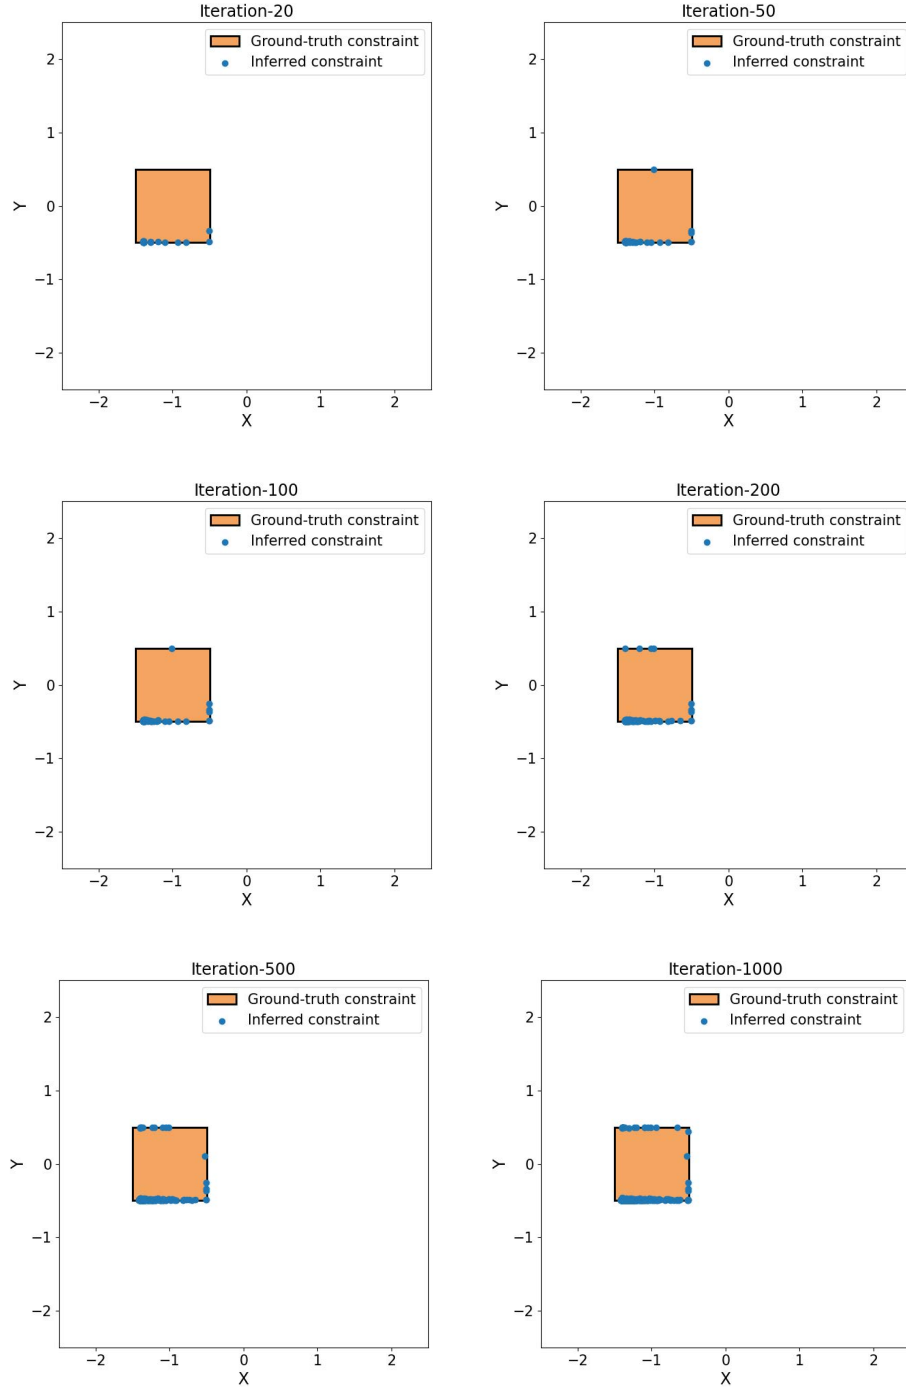 Iteration-20
Ground-truth constraint
Inferred constraint
2
1
0
−1
−2
Y
−2 −1 0 1 2
X
Iteration-50
Ground-truth constraint
Inferred constraint
2
1
0
−1
−2
Y
−2 −1 0 1 2
X
Iteration-100
Ground-truth constraint
Inferred constraint
2
1
0
−1
−2
Y
−2 −1 0 1 2
X
Iteration-200
Ground-truth constraint
Inferred constraint
2
1
0
−1
−2
Y
−2 −1 0 1 2
X
Iteration-500
Ground-truth constraint
Inferred constraint
2
1
0
−1
−2
Y
−2 −1 0 1 2
X
Iteration-1000
Ground-truth constraint
Inferred constraint
2
1
0
−1
−2
Y
−2 −1 0 1 2
X